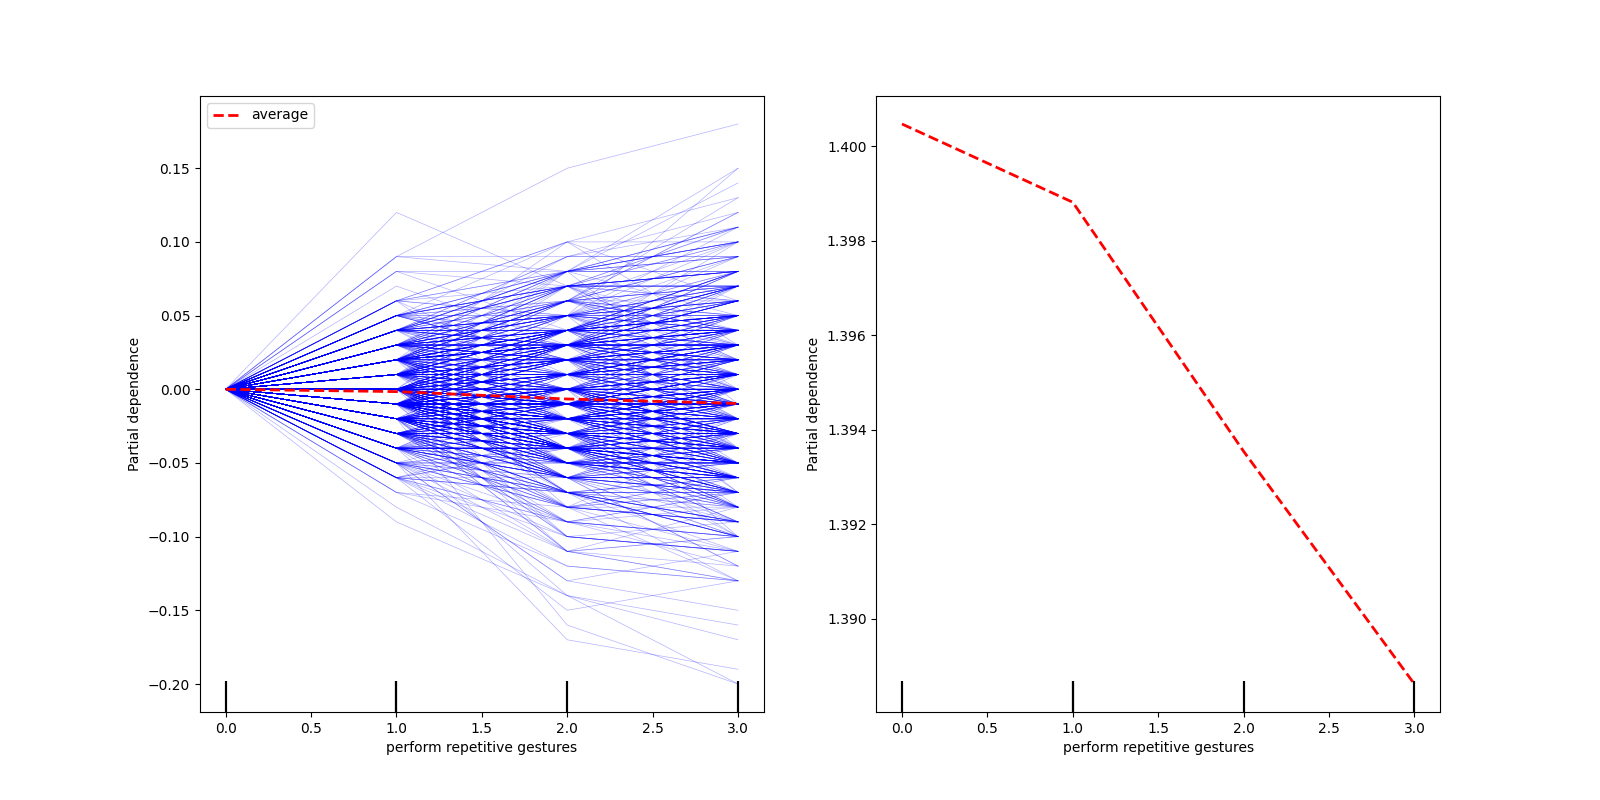 average
0.15
0.10
0.05
0.00
−0.05
−0.10
−0.15
−0.20
Partial dependence
0.0 0.5 1.0 1.5 2.0 2.5 3.0
perform repetitive gestures
1.400
1.398
1.396
1.394
1.392
1.390
Partial dependence
0.0 0.5 1.0 1.5 2.0 2.5 3.0
perform repetitive gestures